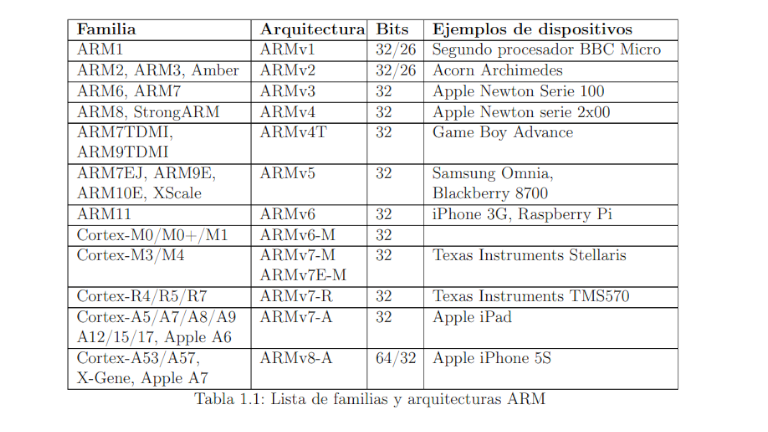 Familia Arquitectura Bits Ejemplos de dispositivos
ARM1 ARMv1 32/26 Segundo procesador BBC Micro
ARM2, ARM3, Amber ARMv2 32/26 Acorn Archimedes
ARM6, ARM7 ARMv3 32 Apple Newton Serie 100
ARM8, StrongARM ARMv4 32 Apple Newton serie 2x00
ARM7TDMI, ARMv4T 32 Game Boy Advance
ARM9TDMI
ARM7EJ, ARM9E, ARMv5 32 Samsung Omnia,
ARM10E, XScale Blackberry 8700
ARM11 ARMv6 32 iPhone 3G, Raspberry Pi
Cortex-M0/M0+/M1 ARMv6-M 32
Cortex-M3/M4 ARMv7-M 32 Texas Instruments Stellaris
ARMv7E-M
Cortex-R4/R5/R7 ARMv7-R 32 Texas Instruments TMS570
Cortex-A5/A7/A8/A9 ARMv7-A 32 Apple iPad
A12/15/17, Apple A6
Cortex-A53/A57, ARMv8-A 64/32 Apple iPhone 5S
X-Gene, Apple A7
Tabla 1.1: Lista de familias y arquitecturas ARM